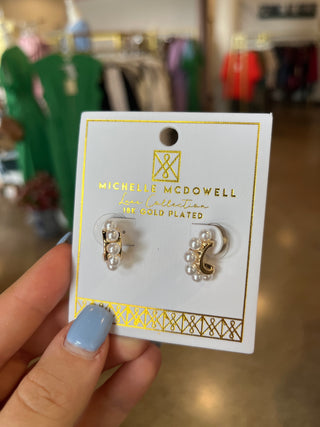 MICHELLE MCDOWELL
Luxe Collection
18K GOLD PLATED